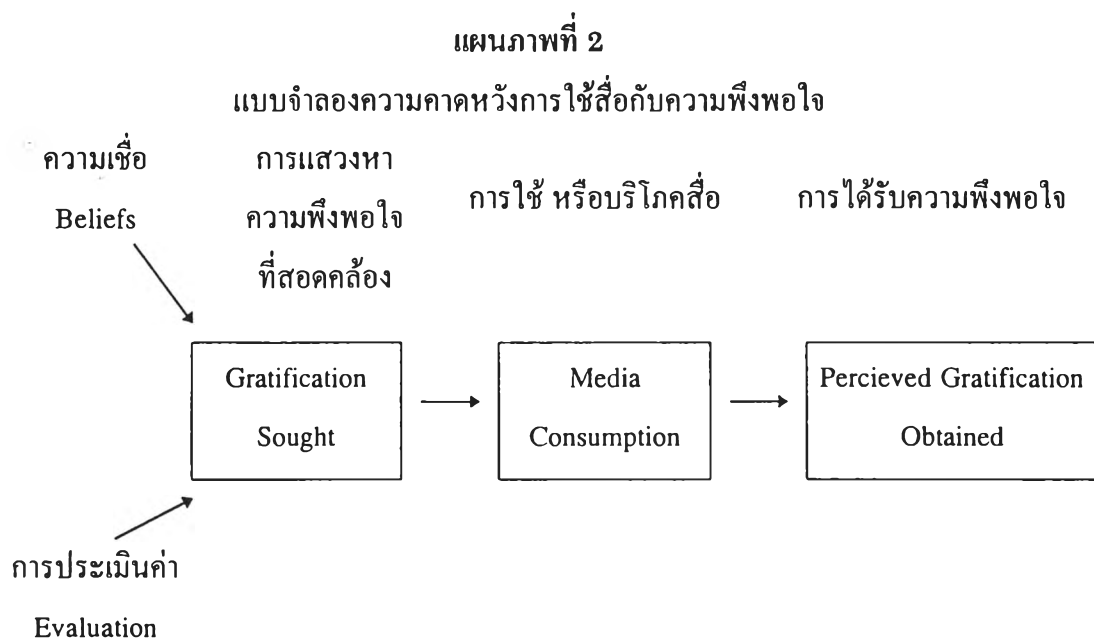 แผนภาพที่ 2
แบบจำลองความคาดหวังการใช้สื่อกับความพึงพอใจ
ความเชื่อ
Beliefs
การแสวงหา
ความพึงพอใจ
ที่สอดคล้อง
การใช้ หรือบริโภคสื่อ
การได้รับความพึงพอใจ
Gratification
Sought
Media
Consumption
Percieved Gratification
Obtained
การประเมินค่า
Evaluation